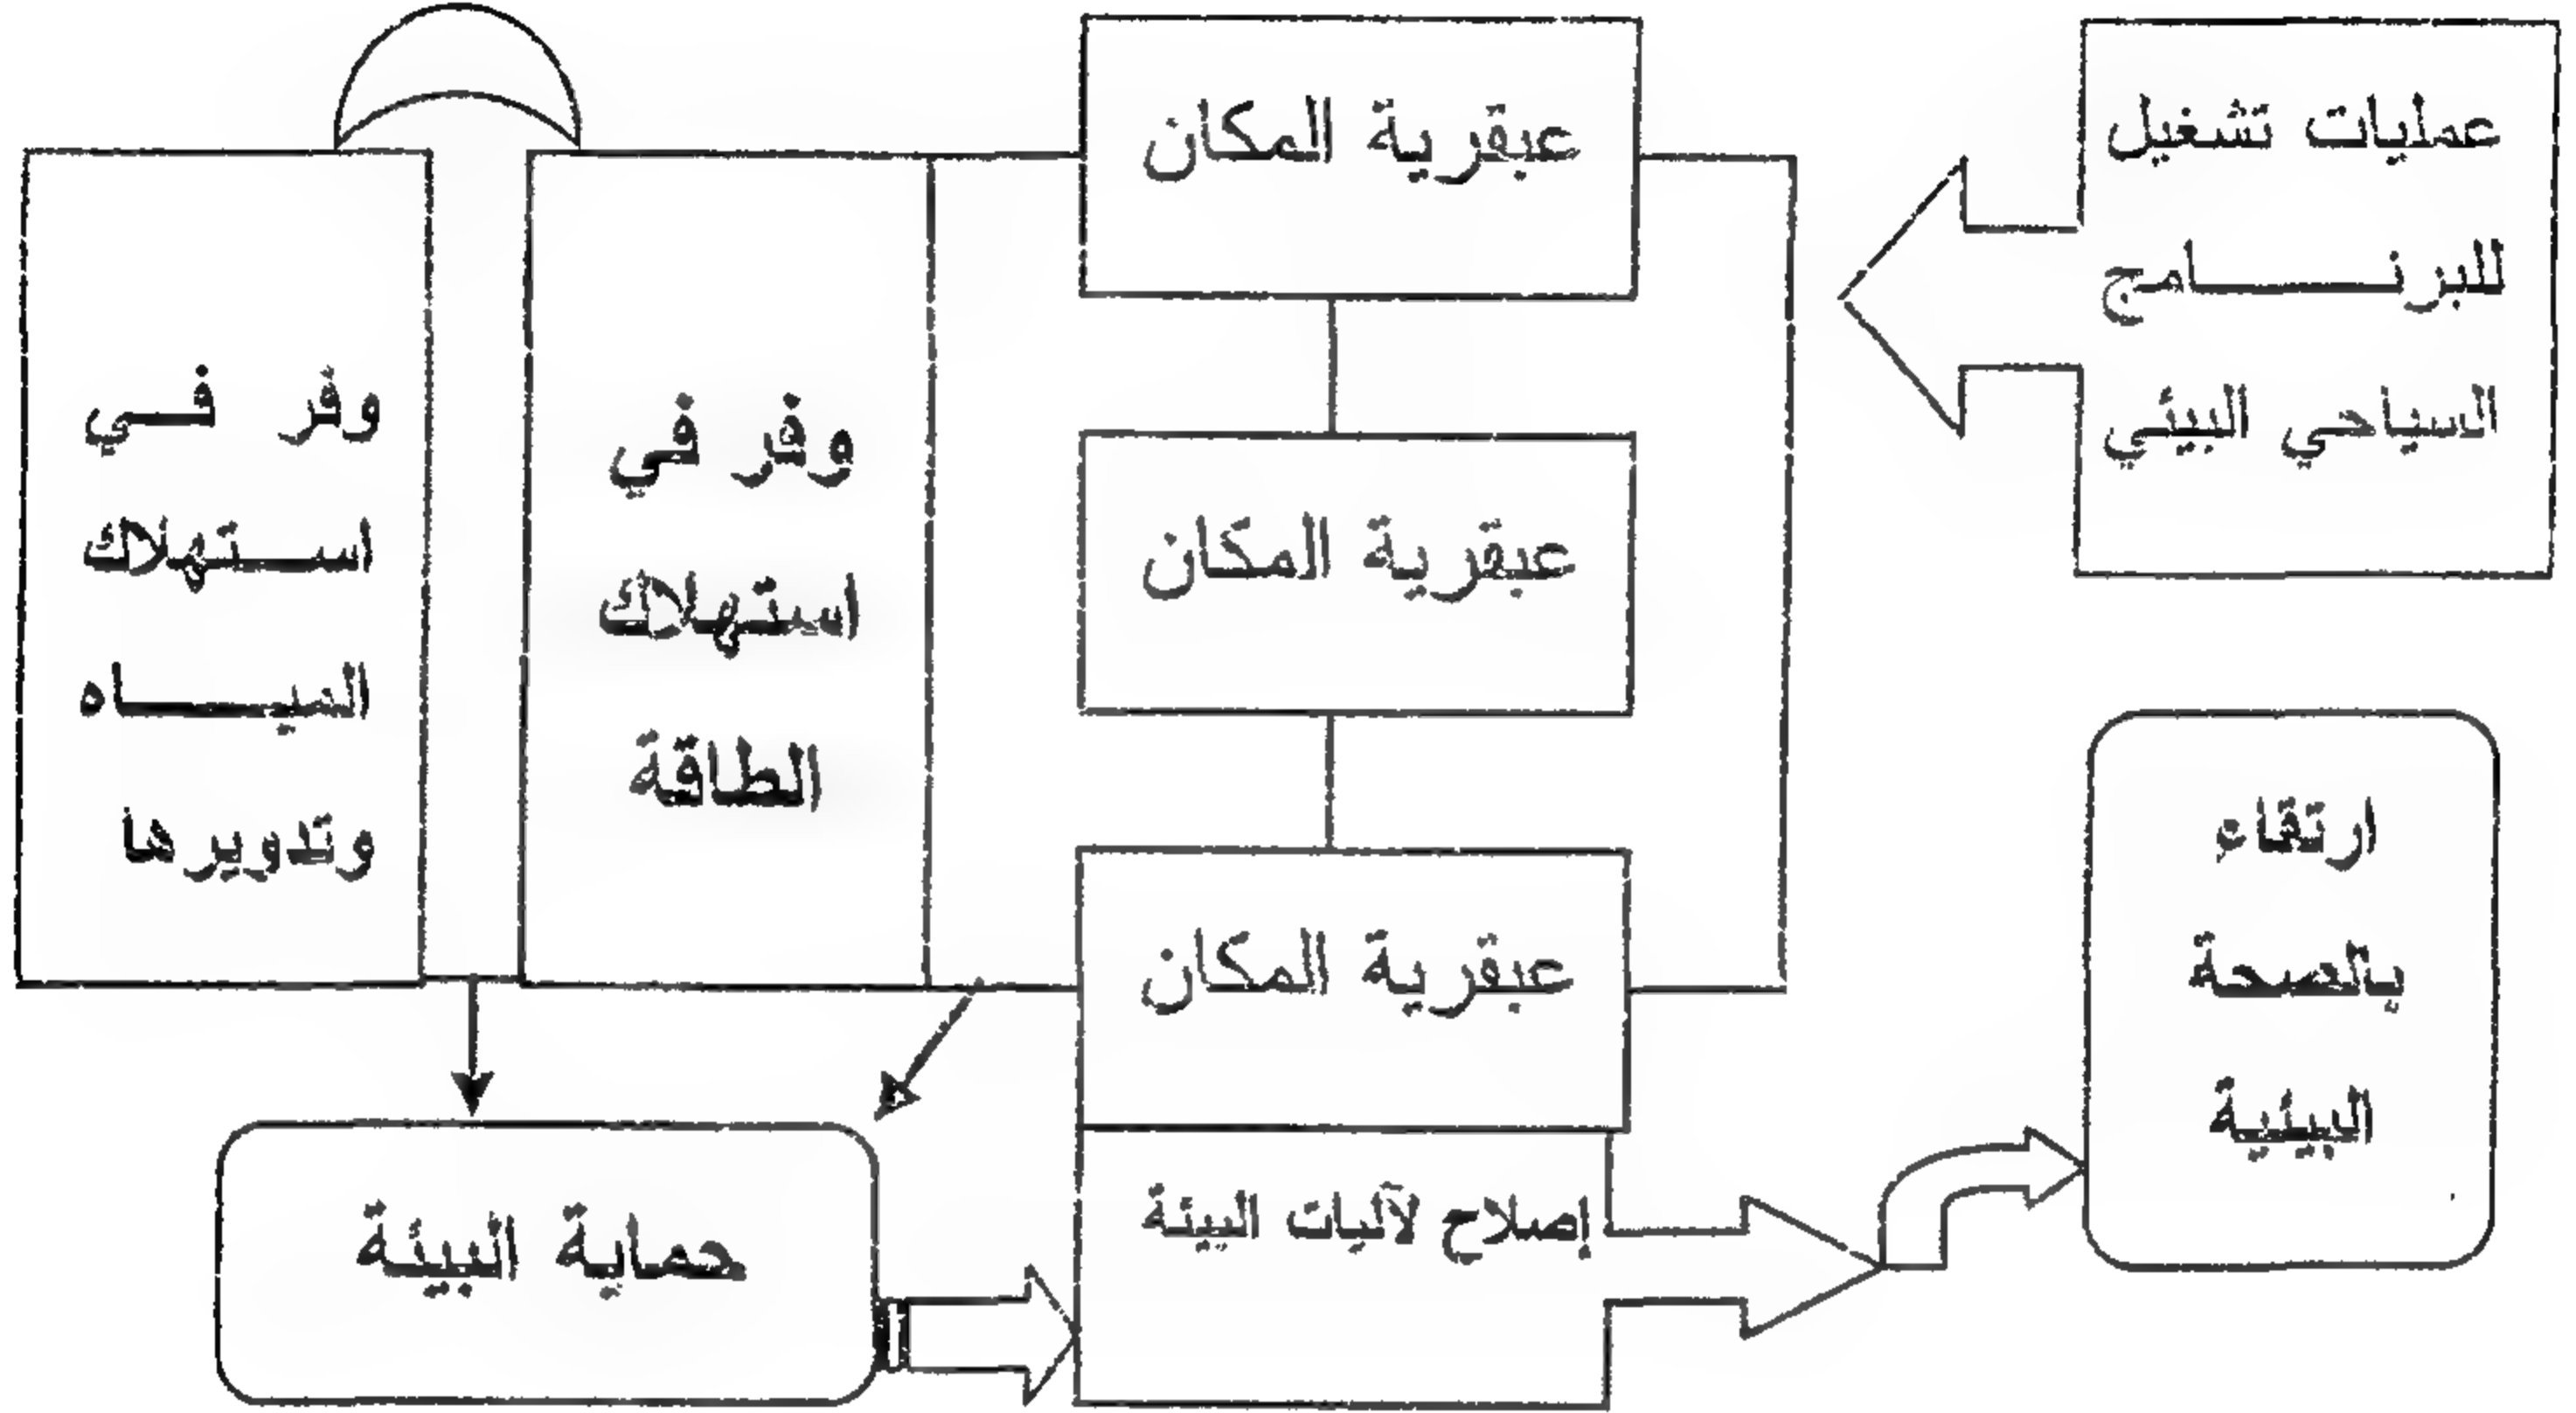 عمليات تشغيل
للبرنامج
السياحي البيئي
عبقرية المكان
عبقرية المكان
عبقرية المكان
وفر في
استهلاك
الطاقة
وفر في
استهلاك
المياه
وتدويرها
حماية البيئة
إصلاح لآليات البيئة
ارتقاء
بالصحة
البيئية